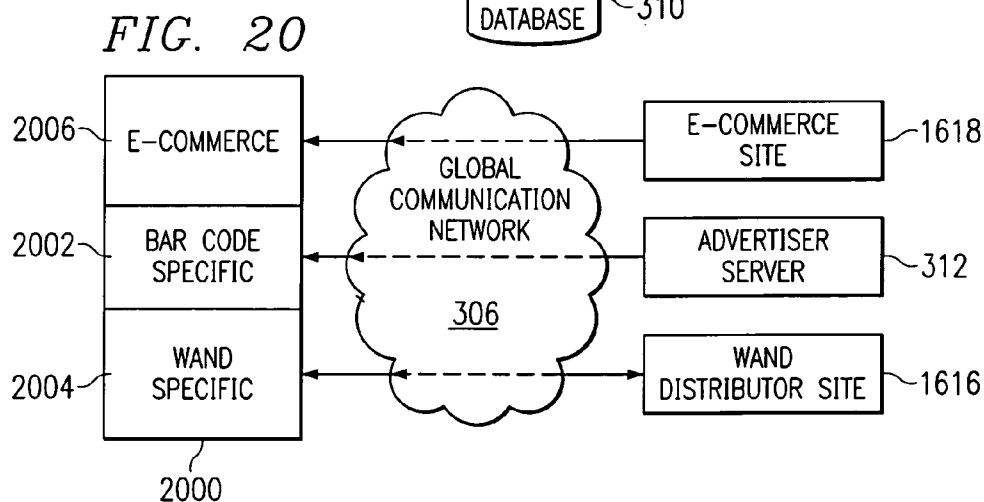 310
DATABASE
FIG. 20
2006
E-COMMERCE
GLOBAL
COMMUNICATION
NETWORK
E-COMMERCE
SITE
1618
2002
BAR CODE
SPECIFIC
ADVERTISER
SERVER
312
306
2004
WAND
SPECIFIC
WAND
DISTRIBUTOR SITE
1616
2000